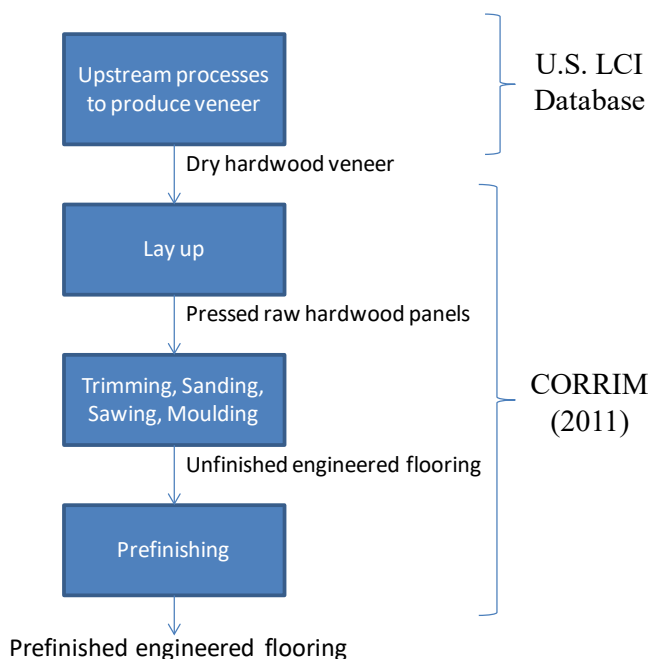 Upstream processes
to produce veneer
U.S. LCI
Database
Dry hardwood veneer
Lay up
Pressed raw hardwood panels
Trimming, Sanding,
Sawing, Moulding
CORRIM
(2011)
Unfinished engineered flooring
Prefinishing
Prefinished engineered flooring